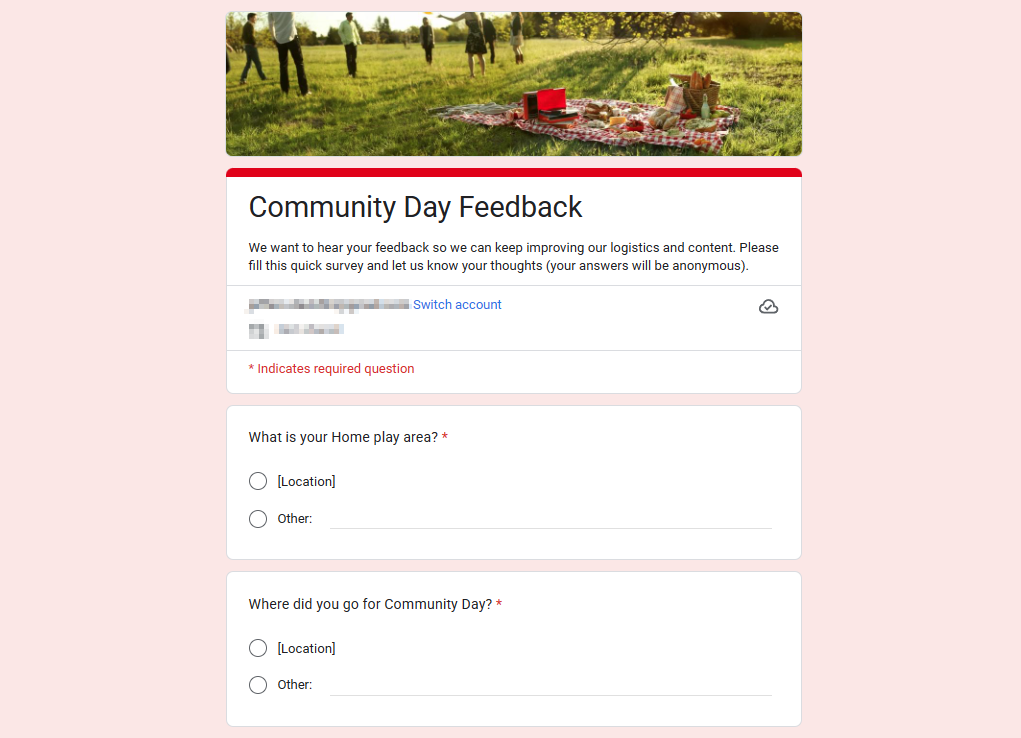 Community Day Feedback
We want to hear your feedback so we can keep improving our logistics and content. Please
fill this quick survey and let us know your thoughts (your answers will be anonymous).
Switch account
* Indicates required question
What is your Home play area? *
[Location]
Other:
Where did you go for Community Day? *
[Location]
Other: